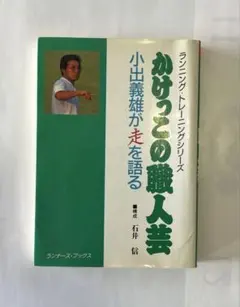 ランニング・トレーニングシリーズ
かけっこの職人芸
小出義雄が走を語る
■構成 石井 信
ランナーズ・ブックス